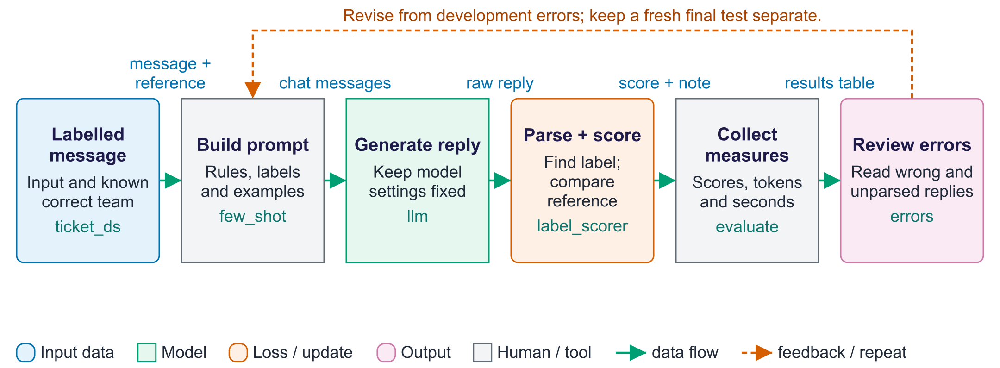 Revise from development errors; keep a fresh final test separate.
message +
reference
chat messages
raw reply
score + note
results table
Labelled
message
Input and known
correct team
ticket_ds
Build prompt
Rules, labels
and examples
few_shot
Generate reply
Keep model
settings fixed
llm
Parse + score
Find label;
compare
reference
label_scorer
Collect
measures
Scores, tokens
and seconds
evaluate
Review errors
Read wrong and
unparsed replies
errors
Input data
Model
Loss / update
Output
Human / tool
data flow
feedback / repeat